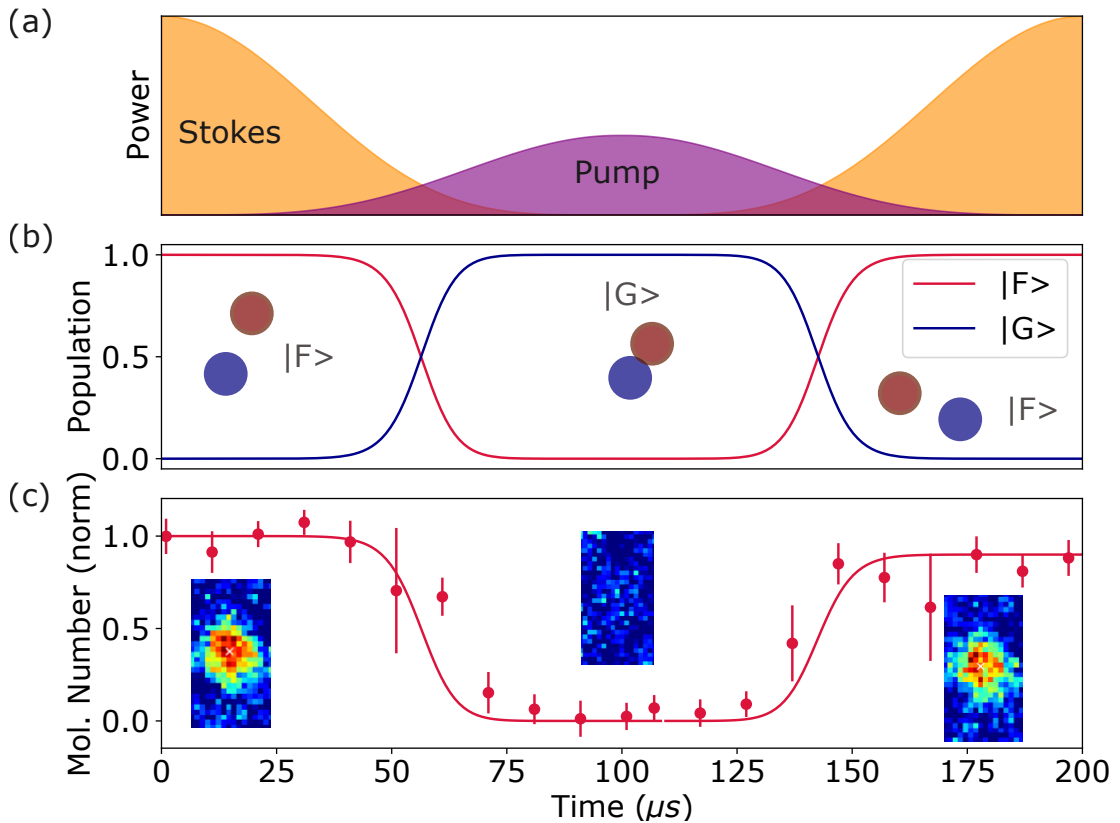 (a)
Power
Stokes
Pump
(b)
Population
1.0
0.5
0.0
|F>
|G>
|F>
|F>
|G>
(c)
Mol. Number (norm)
1.0
0.5
0.0
0 25 50 75 100 125 150 175 200
Time (μs)